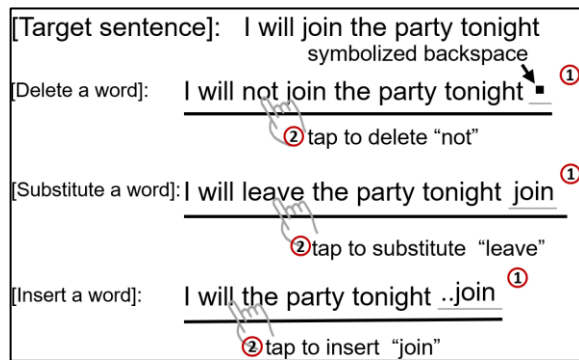 [Target sentence]: I will join the party tonight
symbolized backspace
[Delete a word]: I will not join the party tonight ▪ ①
② tap to delete “not”
[Substitute a word]: I will leave the party tonight join ①
② tap to substitute “leave”
[Insert a word]: I will the party tonight ..join ①
② tap to insert “join”